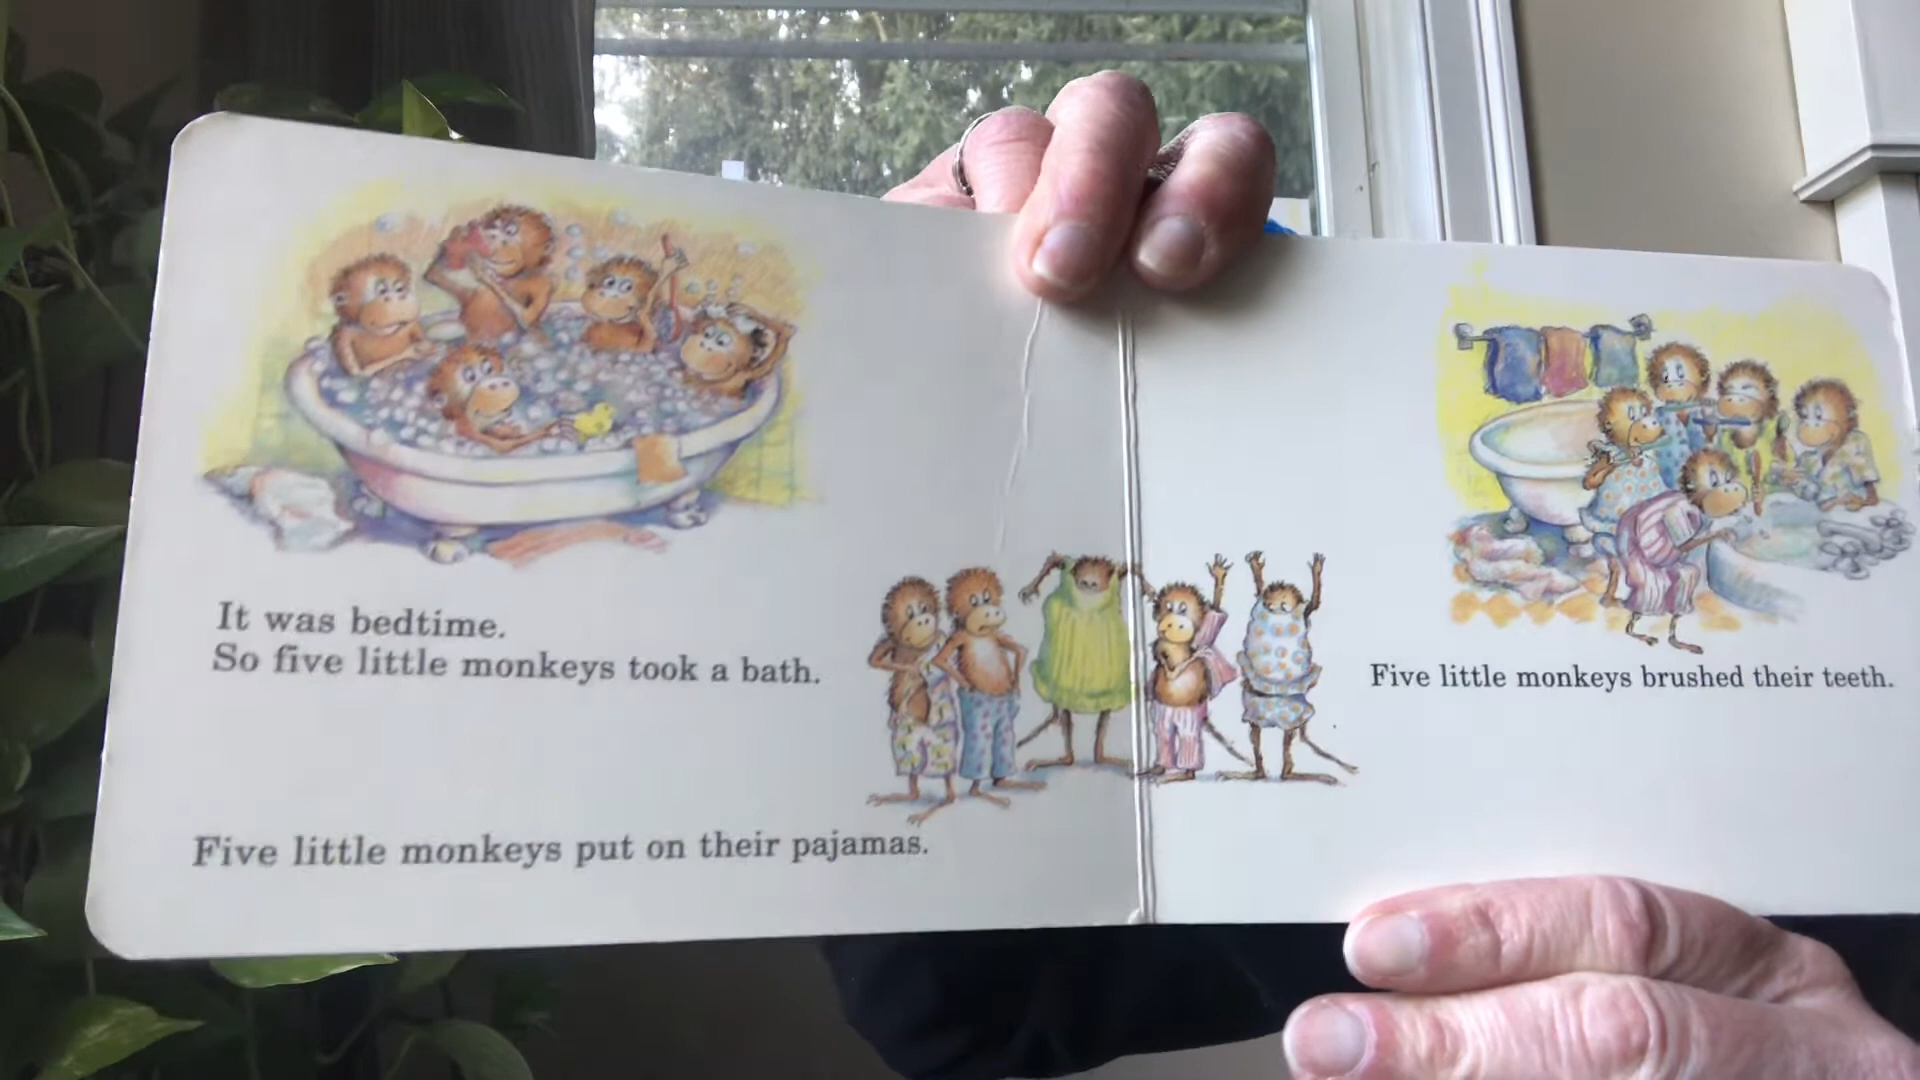 It was bedtime.
So five little monkeys took a bath.
Five little monkeys put on their pajamas.
Five little monkeys brushed their teeth.